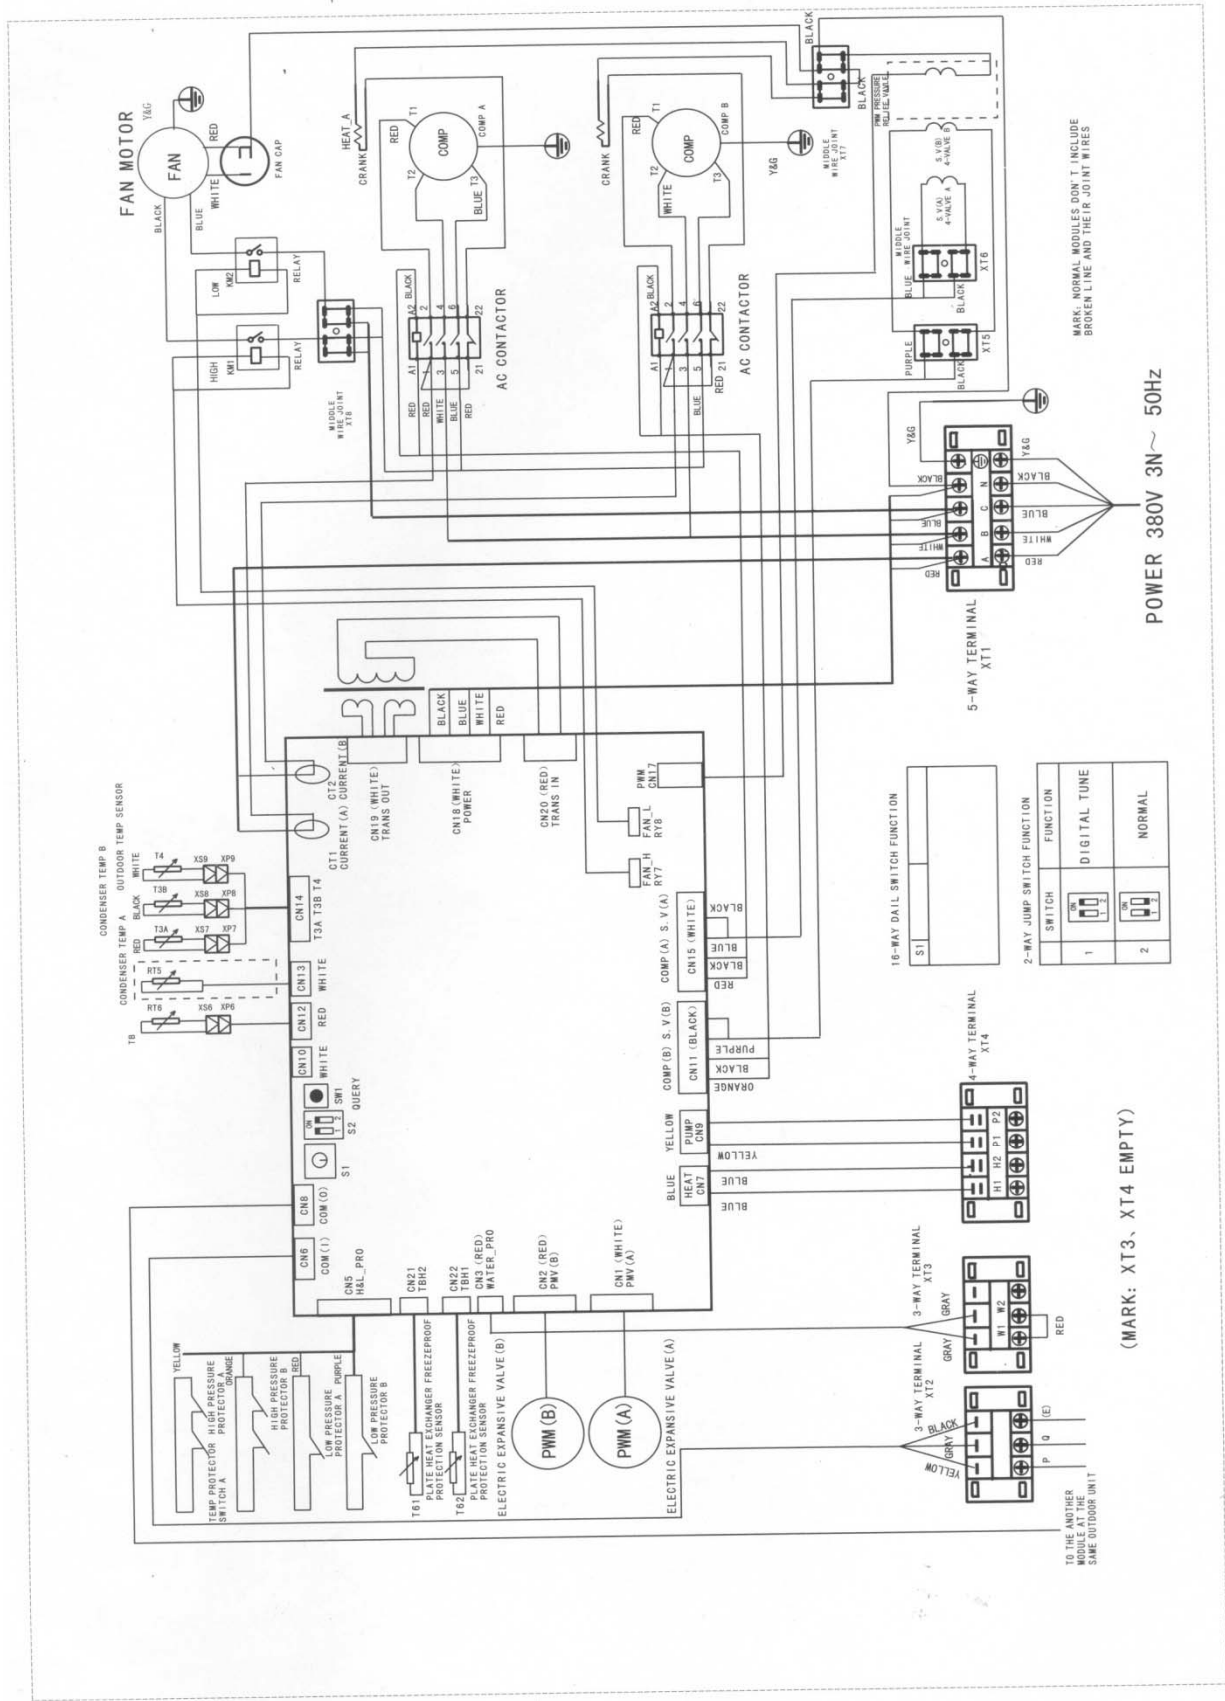 FAN MOTOR
Y&G
FAN
RED
WHITE
FAN CAP
BLACK
BLUE
LOW
KM2
RELAY
HIGH
KM1
RELAY
MIDDLE
WIRE JOINT
XT8
HEAT_A
CRANK
RED
T1
T2
T3
COMP
COMP A
BLUE
A2
BLACK
2
4
6
22
A1
1
3
5
21
RED
RED
WHITE
BLUE
RED
AC CONTACTOR
CRANK
RED
T1
T2
T3
COMP
COMP B
WHITE
Y&G
A2
BLACK
2
4
6
22
A1
1
3
5
21
BLUE
RED
AC CONTACTOR
BLACK
BLACK
MIDDLE
WIRE JOINT
XT7
PWM PRESSURE
S.V(B)
4-VALVE B
S.V(A)
4-VALVE A
MIDDLE
WIRE JOINT
BLUE
BLACK
XT6
PURPLE
BLACK
XT5
MARK: NORMAL MODULES DON'T INCLUDE
BROKEN LINE AND THEIR JOINT WIRES
Y&G
BLACK
BLUE
WHITE
RED
A
B
C
N
Y&G
BLACK
BLUE
WHITE
RED
5-WAY TERMINAL
XT1
POWER 380V 3N~ 50Hz
CONDENSER TEMP B
CONDENSER TEMP A
OUTDOOR TEMP SENSOR
WHITE
T4
XS9
XP9
BLACK
T3B
XS8
XP8
RED
T3A
XS7
XP7
RT5
RT6
XS6
XP6
TB
CT2
CURRENT(B
CT1
CURRENT(A)
CN19 (WHITE)
TRANS OUT
CN18(WHITE)
POWER
CN20 (RED)
TRANS IN
BLACK
BLUE
WHITE
RED
PWM
CN17
FAN_L
RY8
FAN_H
RY7
CN14
T3A T3B T4
CN13
WHITE
CN12
RED
CN10
WHITE
SW1
QUERY
ON
1 2
S2
S1
CN8
COM(O)
CN6
COM(I)
CN5
H&L_PRO
CN21
TBH2
CN22
TBH1
CN3 (RED)
WATER_PRO
CN2 (RED)
PMV(B)
CN1 (WHITE)
PMV(A)
COMP(A) S.V(A)
CN15 (WHITE)
BLACK
BLUE
BLACK
RED
COMP(B) S.V(B)
CN11 (BLACK)
PURPLE
BLACK
ORANGE
YELLOW
PUMP
CN9
YELLOW
BLUE
HEAT
CN7
BLUE
BLUE
YELLOW
TEMP PROTECTOR
SWITCH A
HIGH PRESSURE
PROTECTOR A
ORANGE
HIGH PRESSURE
PROTECTOR B
RED
LOW PRESSURE
PROTECTOR A
PURPLE
LOW PRESSURE
PROTECTOR B
T61
PLATE HEAT EXCHANGER FREEZEPROOF
PROTECTION SENSOR
T62
PLATE HEAT EXCHANGER FREEZEPROOF
PROTECTION SENSOR
ELECTRIC EXPANSIVE VALVE(B)
PWM(B)
PWM(A)
ELECTRIC EXPANSIVE VALVE(A)
16-WAY DAIL SWITCH FUNCTION
S1
2-WAY JUMP SWITCH FUNCTION
SWITCH
FUNCTION
1
ON
1 2
DIGITAL TUNE
2
ON
1 2
NORMAL
4-WAY TERMINAL
XT4
H1
H2
P1
P2
3-WAY TERMINAL
XT3
GRAY
GRAY
W1
W2
RED
3-WAY TERMINAL
XT2
BLACK
GRAY
YELLOW
P
Q
(E)
(MARK: XT3、XT4 EMPTY)
TO THE ANOTHER
MODULE AT THE
SAME OUTDOOR UNIT